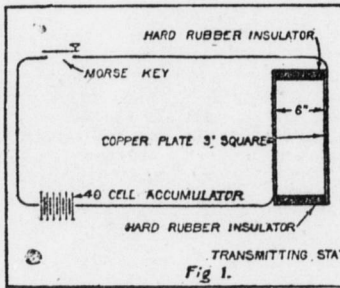 HARD RUBBER INSULATOR
MORSE KEY
6"
COPPER PLATE 3' SQUARE
40 CELL ACCUMULATOR
HARD RUBBER INSULATOR
TRANSMITTING STA
Fig 1.